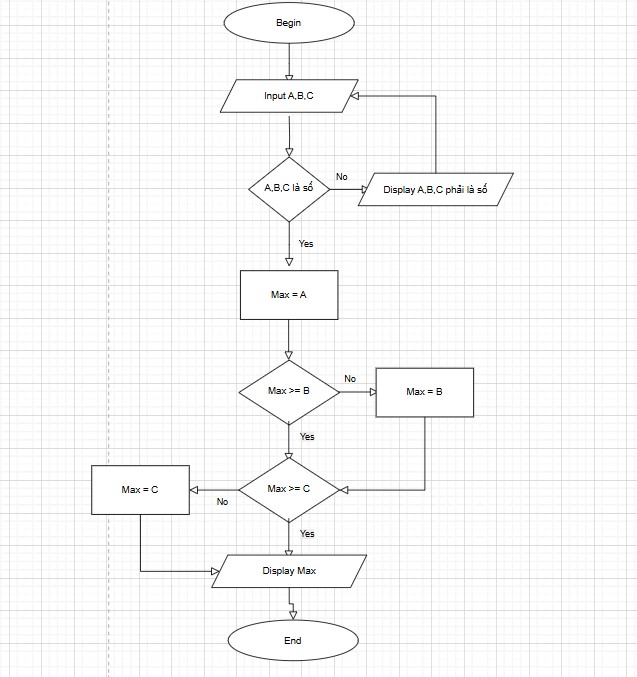 Begin
Input A,B,C
A,B,C là số
No
Display A,B,C phải là số
Yes
Max = A
Max >= B
No
Max = B
Yes
Max >= C
No
Max = C
Yes
Display Max
End